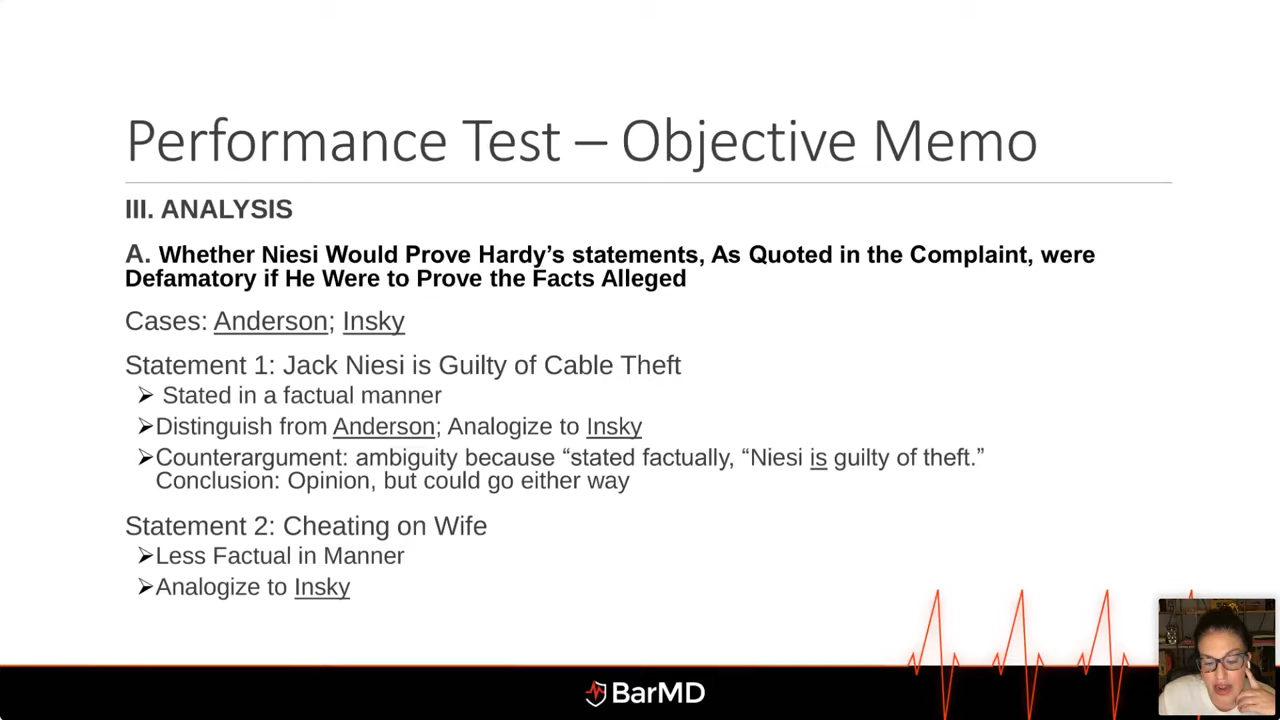 Performance Test – Objective Memo
III. ANALYSIS
A. Whether Niesi Would Prove Hardy’s statements, As Quoted in the Complaint, were
Defamatory if He Were to Prove the Facts Alleged
Cases: Anderson; Insky
Statement 1: Jack Niesi is Guilty of Cable Theft
➢ Stated in a factual manner
➢Distinguish from Anderson; Analogize to Insky
➢Counterargument: ambiguity because “stated factually, “Niesi is guilty of theft.”
Conclusion: Opinion, but could go either way
Statement 2: Cheating on Wife
➢Less Factual in Manner
➢Analogize to Insky
BarMD